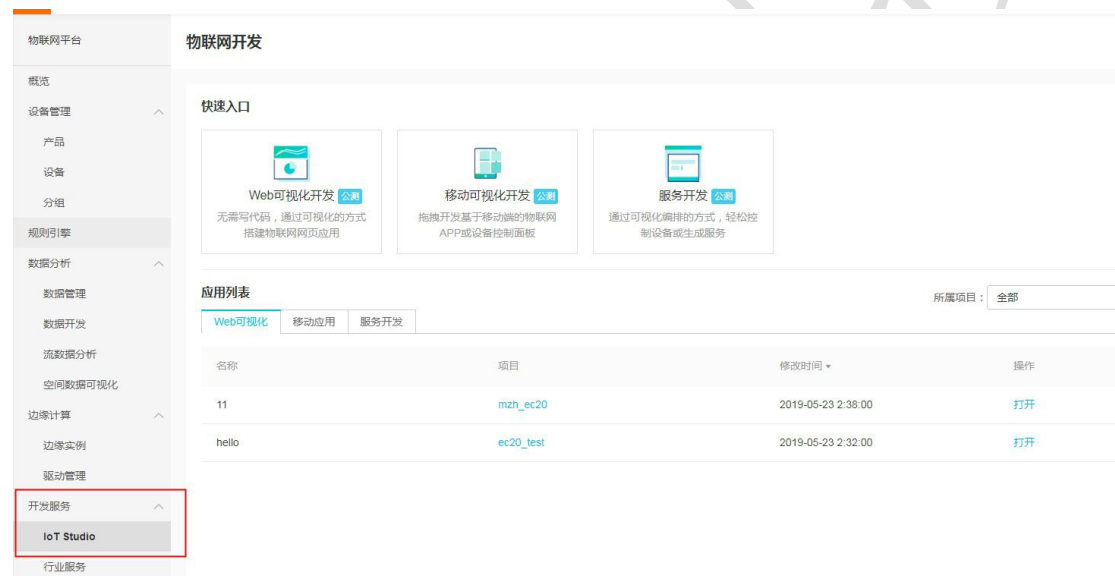 物联网平台
物联网开发
概览
设备管理
产品
设备
分组
规则引擎
数据分析
数据管理
数据开发
流数据分析
空间数据可视化
边缘计算
边缘实例
驱动管理
开发服务
IoT Studio
行业服务
快速入口
Web可视化开发 公测
无需写代码，通过可视化的方式
搭建物联网网页应用
移动可视化开发 公测
拖拽开发基于移动端的物联网
APP或设备控制面板
服务开发 公测
通过可视化编排的方式，轻松控
制设备或生成服务
应用列表
所属项目： 全部
Web可视化 移动应用 服务开发
名称 项目 修改时间 操作
11 mzh_ec20 2019-05-23 2:38:00 打开
hello ec20_test 2019-05-23 2:32:00 打开